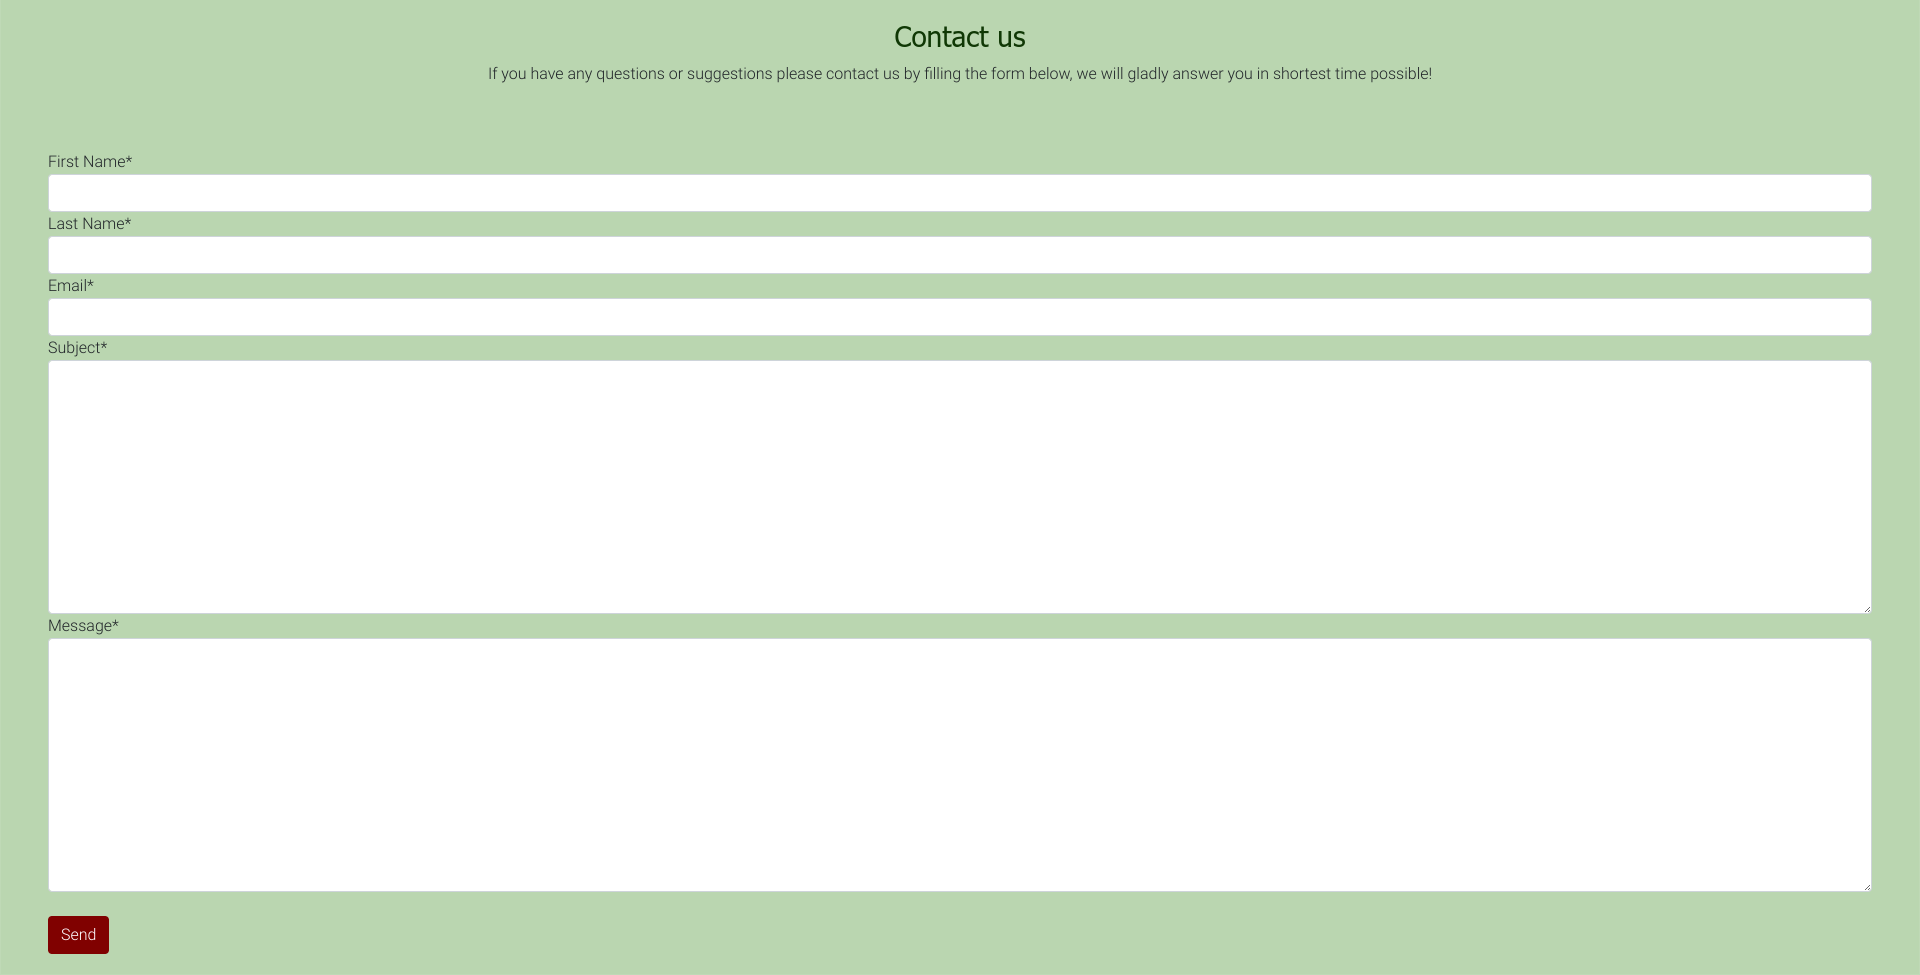 Contact us
If you have any questions or suggestions please contact us by filling the form below, we will gladly answer you in shortest time possible!
First Name*
Last Name*
Email*
Subject*
Message*
Send